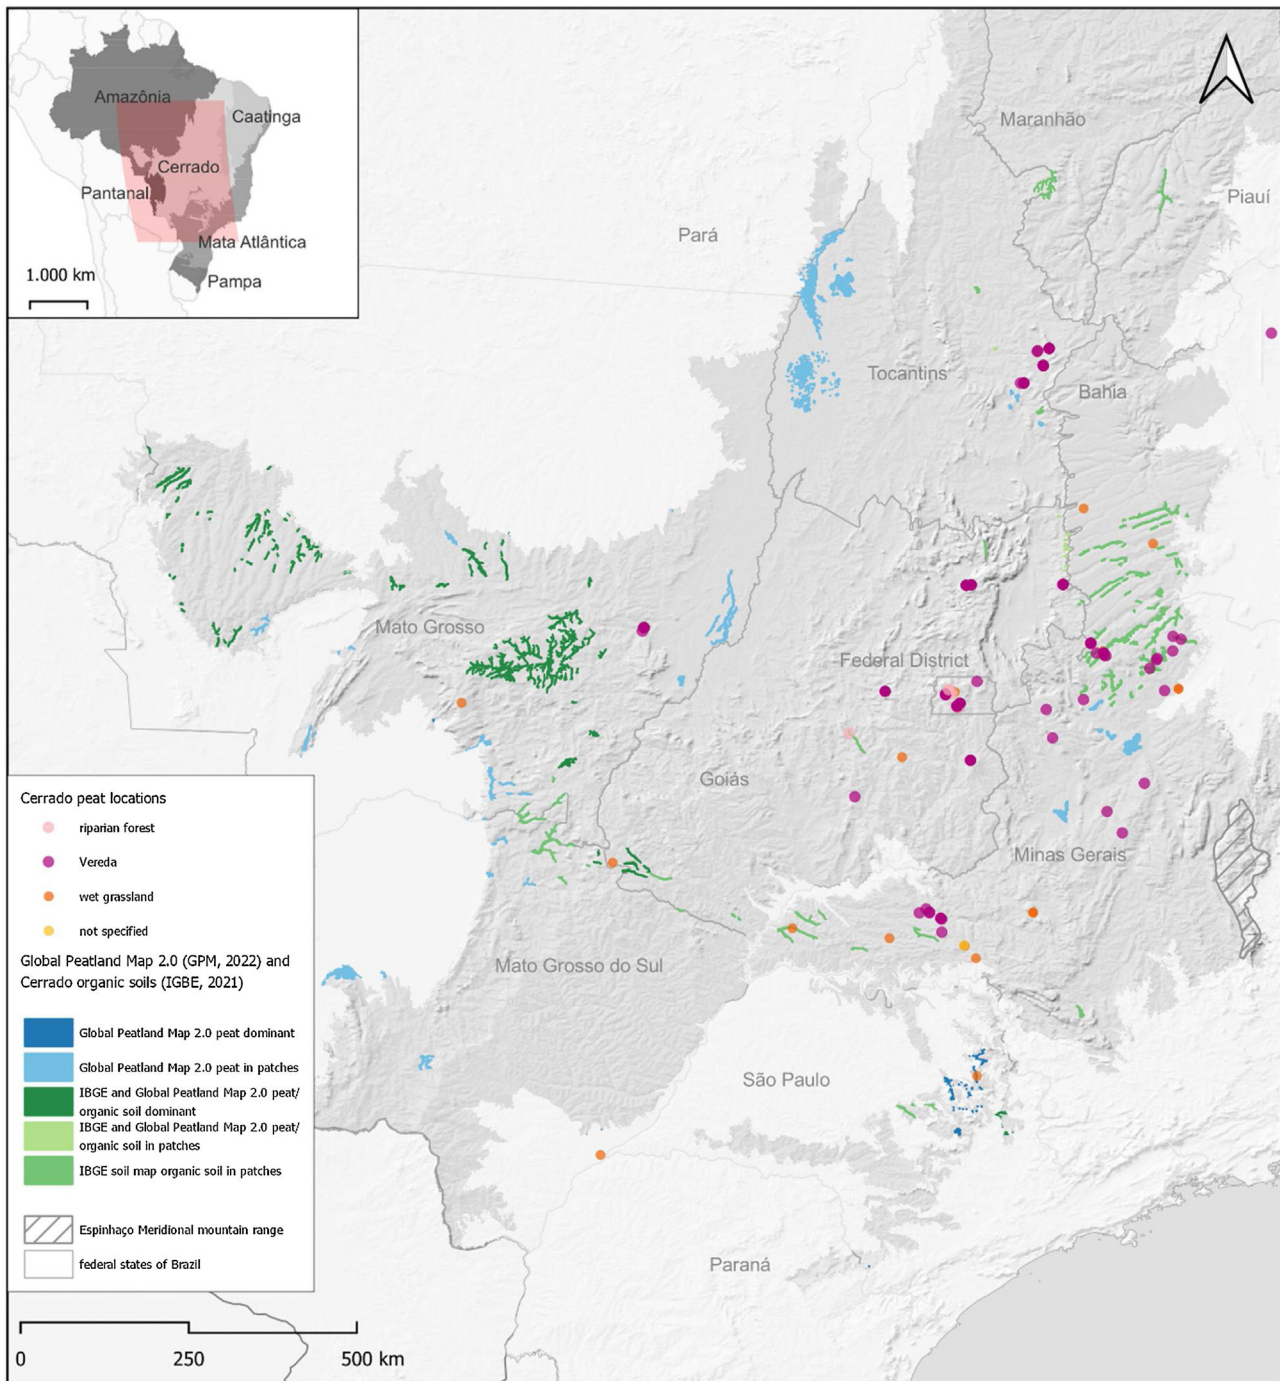 Amazônia
Caatinga
Cerrado
Pantanal
Mata Atlântica
1.000 km
Pampa
Maranhão
Piauí
Pará
Tocantins
Bahia
Mato Grosso
Federal District
Goiás
Minas Gerais
Mato Grosso do Sul
São Paulo
Paraná
Cerrado peat locations
riparian forest
Vereda
wet grassland
not specified
Global Peatland Map 2.0 (GPM, 2022) and
Cerrado organic soils (IGBE, 2021)
Global Peatland Map 2.0 peat dominant
Global Peatland Map 2.0 peat in patches
IBGE and Global Peatland Map 2.0 peat/
organic soil dominant
IBGE and Global Peatland Map 2.0 peat/
organic soil in patches
IBGE soil map organic soil in patches
Espinhaço Meridional mountain range
federal states of Brazil
0 250 500 km